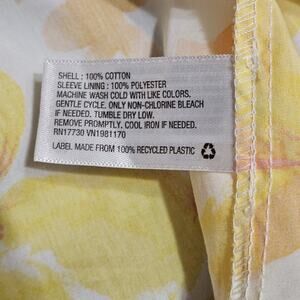 SHELL : 100% COTTON
SLEEVE LINING : 100% POLYESTER
MACHINE WASH COLD WITH LIKE COLORS.
GENTLE CYCLE. ONLY NON-CHLORINE BLEACH
IF NEEDED. TUMBLE DRY LOW.
REMOVE PROMPTLY. COOL IRON IF NEEDED.
RN17730 VN1981170
LABEL MADE FROM 100% RECYCLED PLASTIC